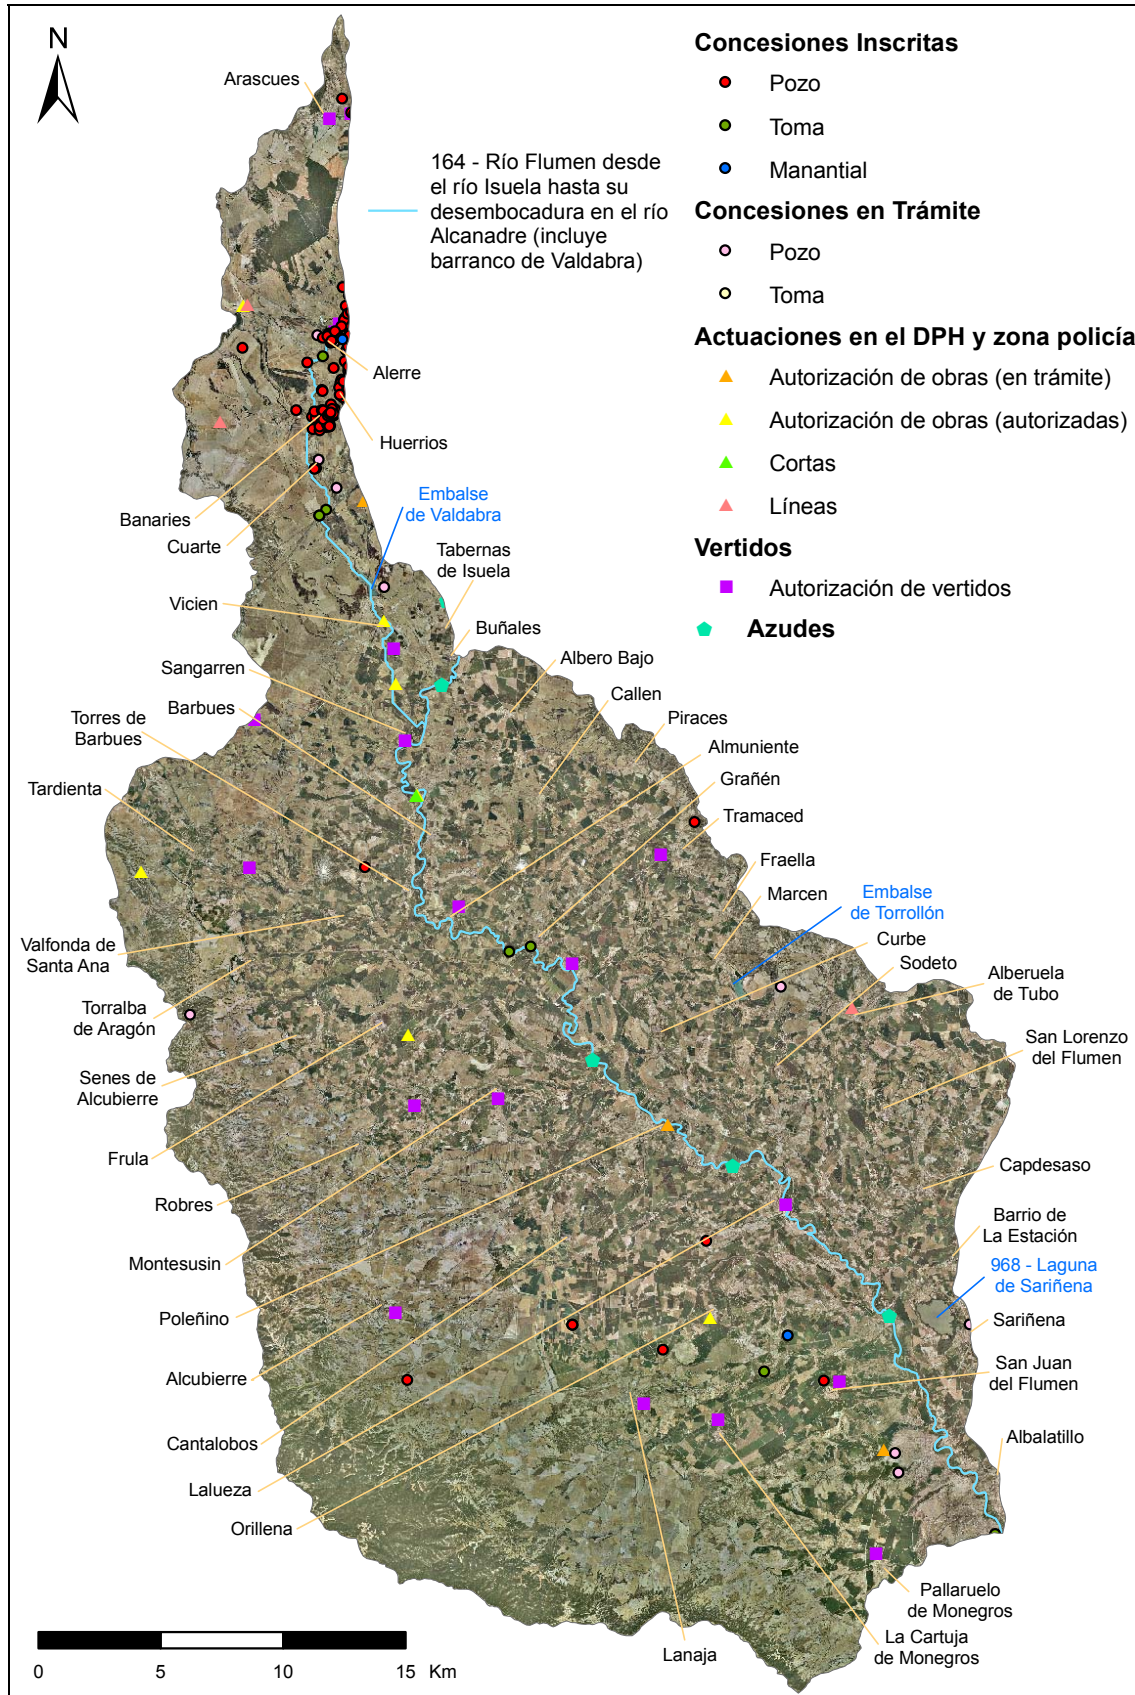 N
Arascues
164 - Río Flumen desde
el río Isuela hasta su
desembocadura en el río
Alcanadre (incluye
barranco de Valdabra)
Concesiones Inscritas
Pozo
Toma
Manantial
Concesiones en Trámite
Pozo
Toma
Actuaciones en el DPH y zona policía
Autorización de obras (en trámite)
Autorización de obras (autorizadas)
Cortas
Líneas
Vertidos
Autorización de vertidos
Azudes
Alerre
Huerrios
Banaries
Cuarte
Embalse
de Valdabra
Tabernas
de Isuela
Vicien
Buñales
Sangarren
Albero Bajo
Barbues
Callen
Torres de
Barbues
Piraces
Almuniente
Tardienta
Grañén
Tramaced
Fraella
Marcen
Embalse
de Torrollón
Valfonda de
Santa Ana
Curbe
Sodeto
Alberuela
de Tubo
Torralba
de Aragón
San Lorenzo
del Flumen
Senes de
Alcubierre
Frula
Capdesaso
Robres
Barrio de
La Estación
Montesusin
968 - Laguna
de Sariñena
Poleñino
Sariñena
Alcubierre
San Juan
del Flumen
Cantalobos
Albalatillo
Lalueza
Orillena
Pallaruelo
de Monegros
Lanaja
La Cartuja
de Monegros
0 5 10 15 Km